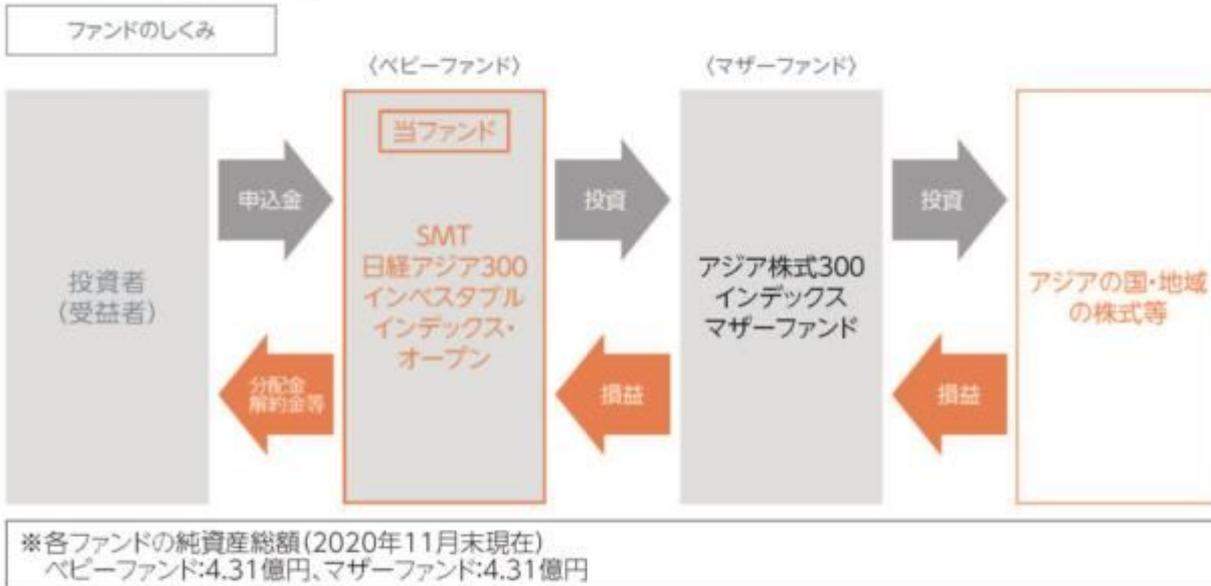 ファンドのしくみ
〈ベビーファンド〉
〈マザーファンド〉
投資者
(受益者)
申込金
分配金
解約金等
当ファンド
SMT
日経アジア300
インベスタブル
インデックス・
オープン
投資
損益
アジア株式300
インデックス
マザーファンド
投資
損益
アジアの国・地域
の株式等
※各ファンドの純資産総額(2020年11月末現在)
ベビーファンド:4.31億円、マザーファンド:4.31億円